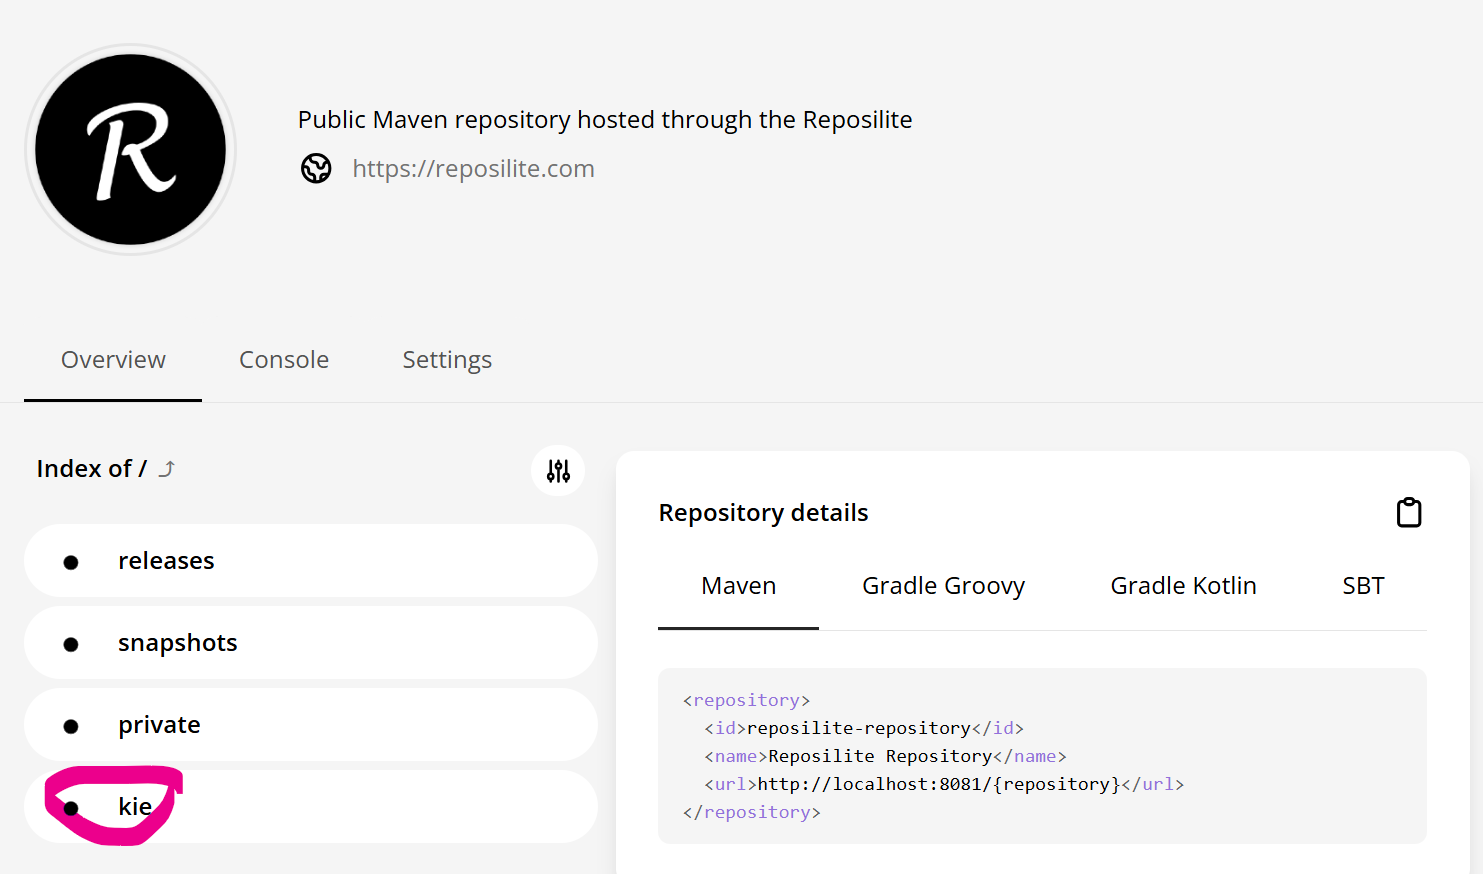 R
Public Maven repository hosted through the Reposilite
https://reposilite.com
Overview Console Settings
Index of /
releases
snapshots
private
kie
Repository details
Maven Gradle Groovy Gradle Kotlin SBT
<repository>
  <id>reposilite-repository</id>
  <name>Reposilite Repository</name>
  <url>http://localhost:8081/{repository}</url>
</repository>